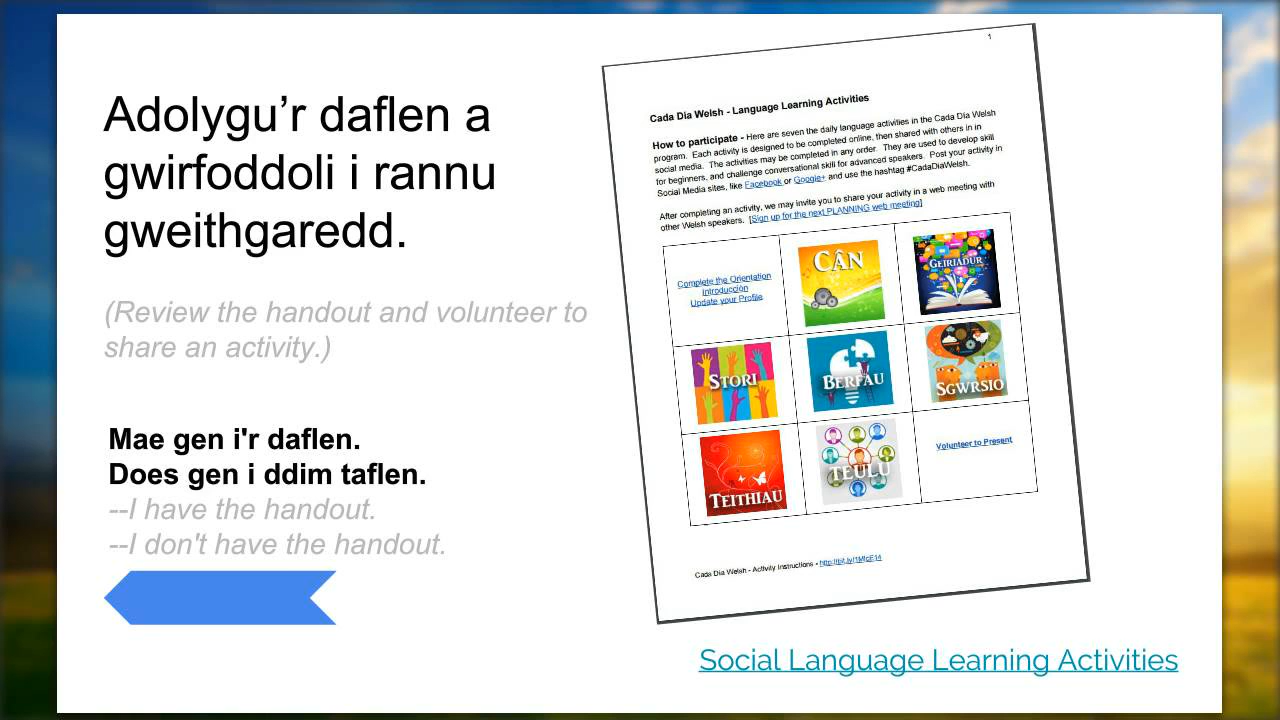 Adolygu’r daflen a
gwirfoddoli i rannu
gweithgaredd.
(Review the handout and volunteer to
share an activity.)
Mae gen i'r daflen.
Does gen i ddim taflen.
--I have the handout.
--I don't have the handout.
1
Cada Dia Welsh - Language Learning Activities
How to participate - Here are seven the daily language activities in the Cada Dia Welsh
program. Each activity is designed to be completed online, then shared with others in in
social media. The activities may be completed in any order. They are used to develop skill
for beginners, and challenge conversational skill for advanced speakers. Post your activity in
Social Media sites, like Facebook or Google+ and use the hashtag #CadaDiaWelsh.
After completing an activity, we may invite you to share your activity in a web meeting with
other Welsh speakers. [Sign up for the next PLANNING web meeting]
Complete the Orientation
Introducción
Update your Profile
CÂN
GEIRIADUR
STORI
BERFAU
SGWRSIO
TEITHIAU
TEULU
Volunteer to Present
Cada Dia Welsh - Activity Instructions -
Social Language Learning Activities